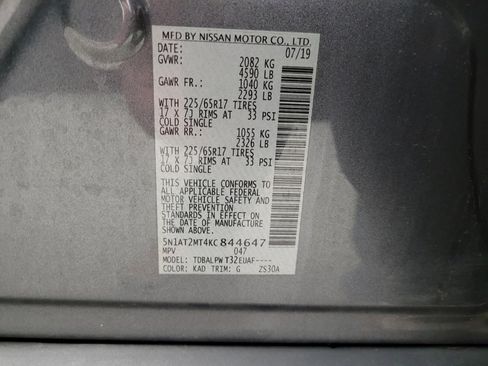 MFD BY NISSAN MOTOR CO., LTD.
DATE: 07/19
GVWR: 2082 KG
4590 LB
GAWR FR.: 1040 KG
2293 LB
WITH 225/65R17 TIRES
17 X 7J RIMS AT 33 PSI
COLD SINGLE
GAWR RR.: 1055 KG
2326 LB
WITH 225/65R17 TIRES
17 X 7J RIMS AT 33 PSI
COLD SINGLE
THIS VEHICLE CONFORMS TO
ALL APPLICABLE FEDERAL
MOTOR VEHICLE SAFETY AND
THEFT PREVENTION
STANDARDS IN EFFECT ON
THE DATE OF MANUFACTURE
SHOWN ABOVE.
5N1AT2MT4KC844647
MPV 047
MODEL: TDBALPWT32EUAF----
COLOR: KAD TRIM: G ZS30A